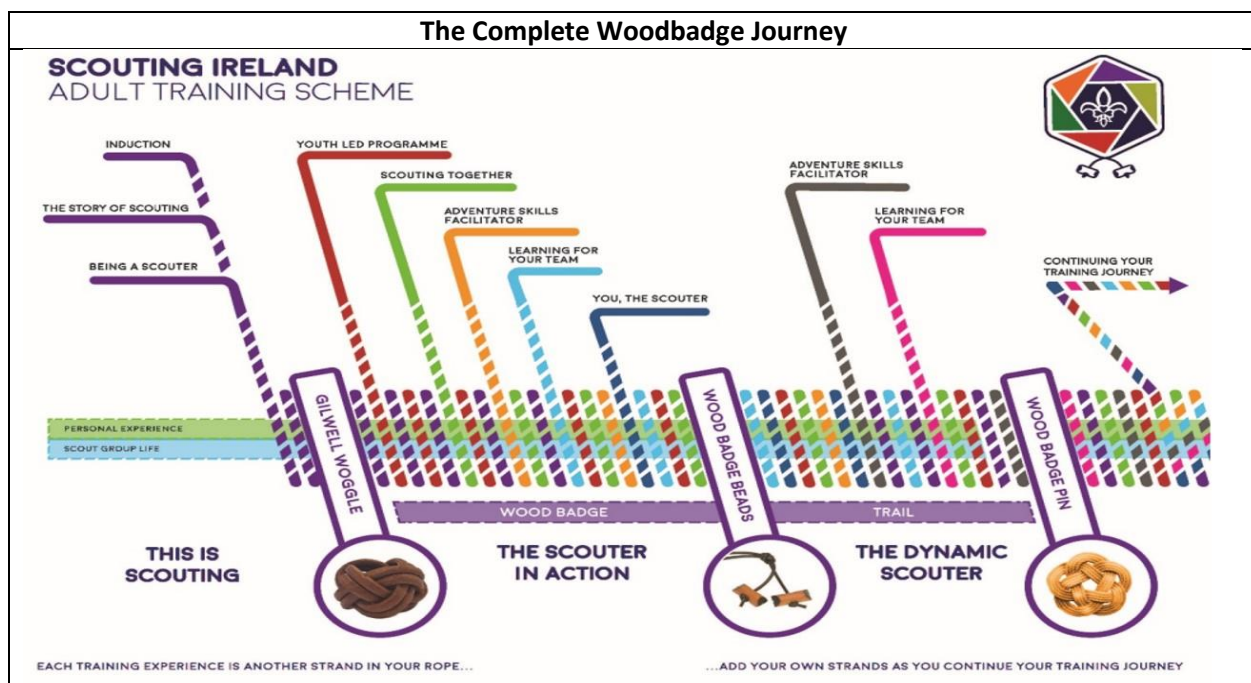 The Complete Woodbadge Journey
SCOUTING IRELAND
ADULT TRAINING SCHEME
INDUCTION
THE STORY OF SCOUTING
BEING A SCOUTER
YOUTH LED PROGRAMME
SCOUTING TOGETHER
ADVENTURE SKILLS
FACILITATOR
LEARNING FOR
YOUR TEAM
YOU, THE SCOUTER
ADVENTURE SKILLS
FACILITATOR
LEARNING FOR
YOUR TEAM
CONTINUING YOUR
TRAINING JOURNEY
PERSONAL EXPERIENCE
SCOUT GROUP LIFE
GILWELL WOGGLE
WOOD BADGE BEADS
WOOD BADGE PIN
WOOD BADGE
TRAIL
THIS IS
SCOUTING
THE SCOUTER
IN ACTION
THE DYNAMIC
SCOUTER
EACH TRAINING EXPERIENCE IS ANOTHER STRAND IN YOUR ROPE...
...ADD YOUR OWN STRANDS AS YOU CONTINUE YOUR TRAINING JOURNEY